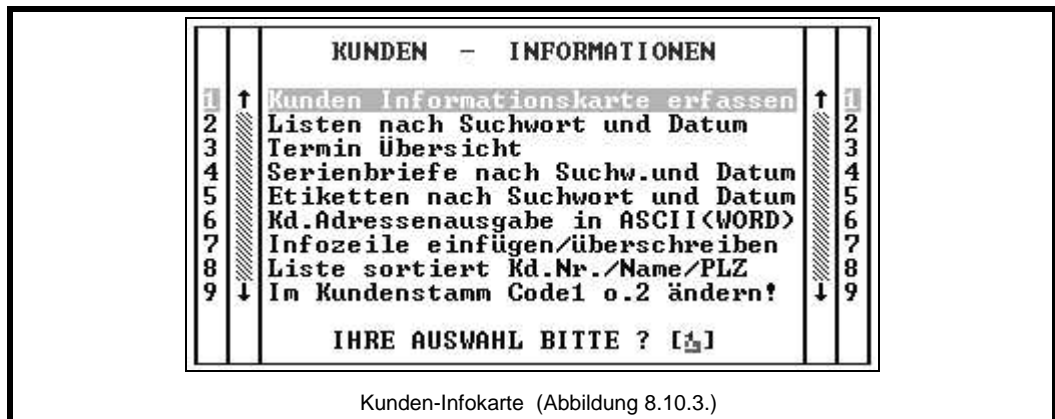 KUNDEN - INFORMATIONEN
1 ↑ Kunden Informationskarte erfassen ↑ 1
2 Listen nach Suchwort und Datum 2
3 Termin Übersicht 3
4 Serienbriefe nach Suchw.und Datum 4
5 Etiketten nach Suchwort und Datum 5
6 Kd.Adressenausgabe in ASCII(WORD) 6
7 Infozeile einfügen/überschreiben 7
8 Liste sortiert Kd.Nr./Name/PLZ 8
9 ↓ Im Kundenstamm Code1 o.2 ändern! ↓ 9
IHRE AUSWAHL BITTE ? [ ]
Kunden-Infokarte (Abbildung 8.10.3.)